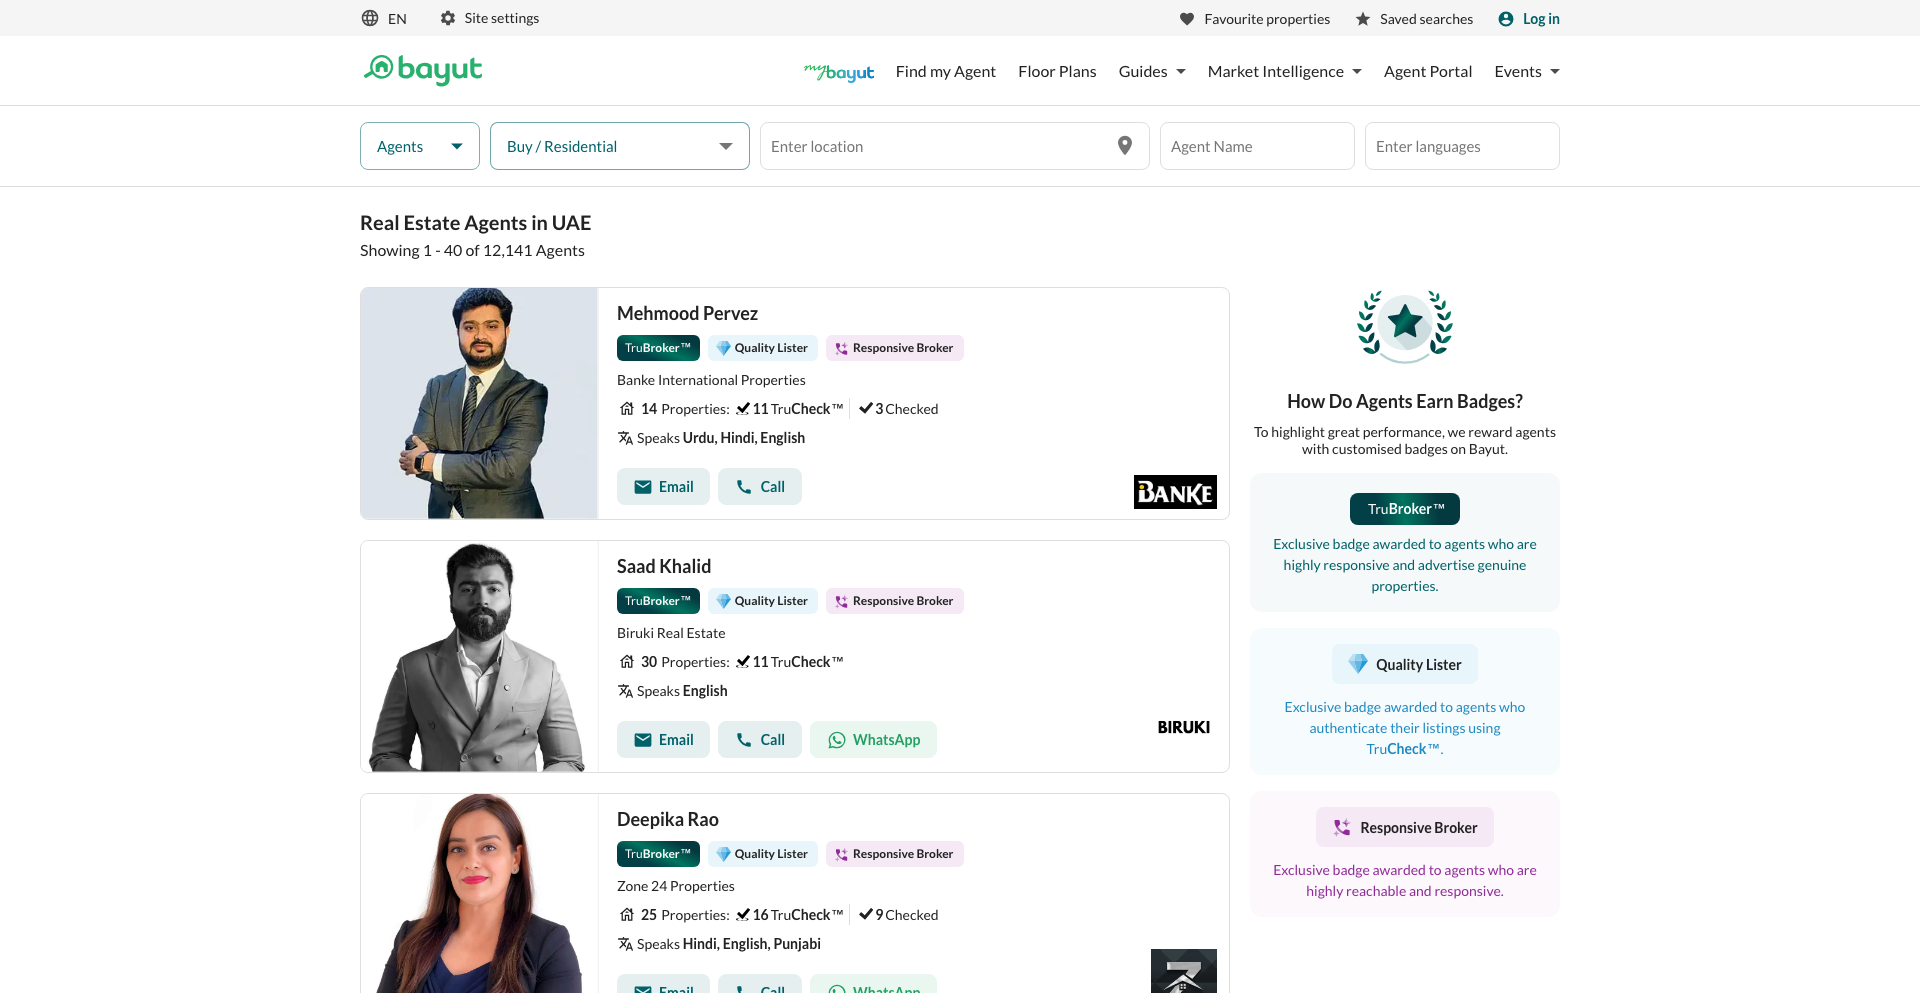 EN
Site settings
Favourite properties
Saved searches
Log in
bayut
mybayut
Find my Agent
Floor Plans
Guides
Market Intelligence
Agent Portal
Events
Agents
Buy / Residential
Enter location
Agent Name
Enter languages
Real Estate Agents in UAE
Showing 1 - 40 of 12,141 Agents
Mehmood Pervez
TruBroker™ Quality Lister Responsive Broker
Banke International Properties
14 Properties: 11 TruCheck™ 3 Checked
Speaks Urdu, Hindi, English
Email Call
BANKE
Saad Khalid
TruBroker™ Quality Lister Responsive Broker
Biruki Real Estate
30 Properties: 11 TruCheck™
Speaks English
Email Call WhatsApp
BIRUKI
Deepika Rao
TruBroker™ Quality Lister Responsive Broker
Zone 24 Properties
25 Properties: 16 TruCheck™ 9 Checked
Speaks Hindi, English, Punjabi
Email Call WhatsApp
How Do Agents Earn Badges?
To highlight great performance, we reward agents
with customised badges on Bayut.
TruBroker™
Exclusive badge awarded to agents who are
highly responsive and advertise genuine
properties.
Quality Lister
Exclusive badge awarded to agents who
authenticate their listings using
TruCheck™.
Responsive Broker
Exclusive badge awarded to agents who are
highly reachable and responsive.